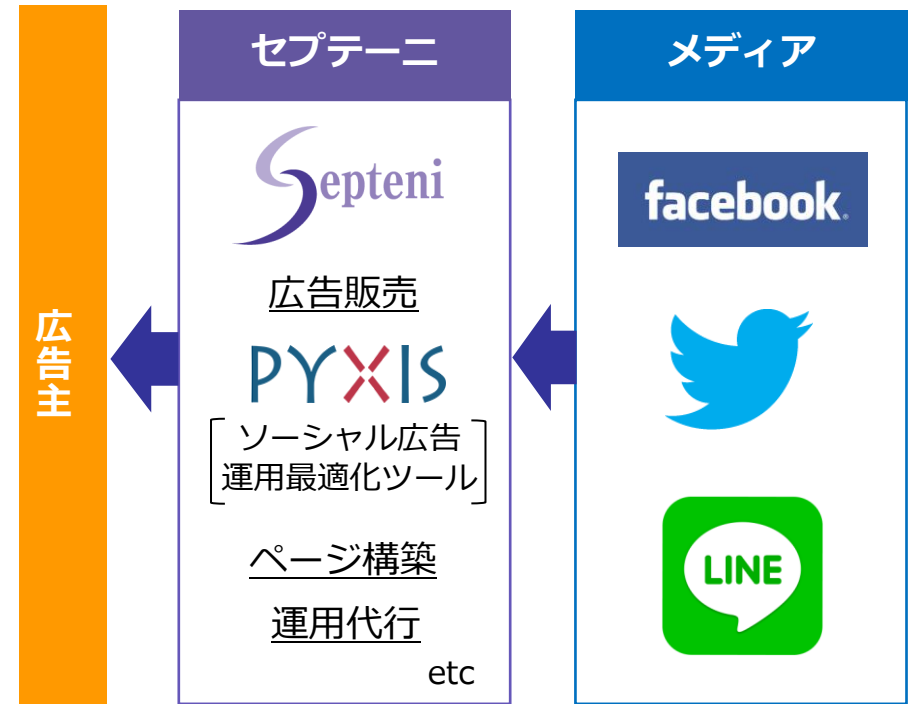 広告主
セプテーニ
Septeni
広告販売
PYXIS
ソーシャル広告
運用最適化ツール
ページ構築
運用代行
etc
メディア
facebook.
LINE